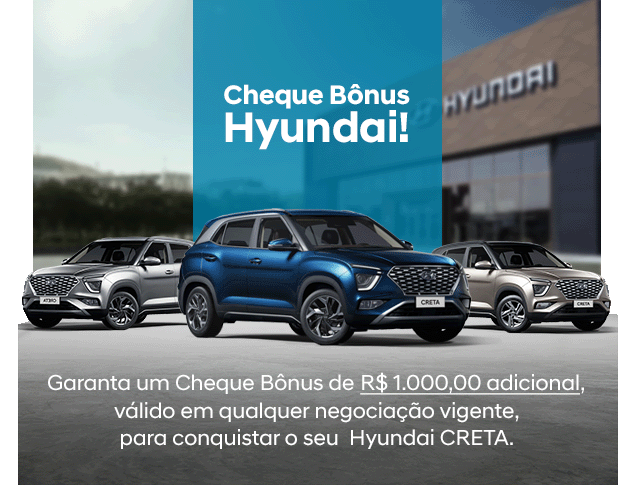 Cheque Bônus
Hyundai!
HYUNDAI
CRETA
CRETA
CRETA
Garanta um Cheque Bônus de R$ 1.000,00 adicional,
válido em qualquer negociação vigente,
para conquistar o seu Hyundai CRETA.